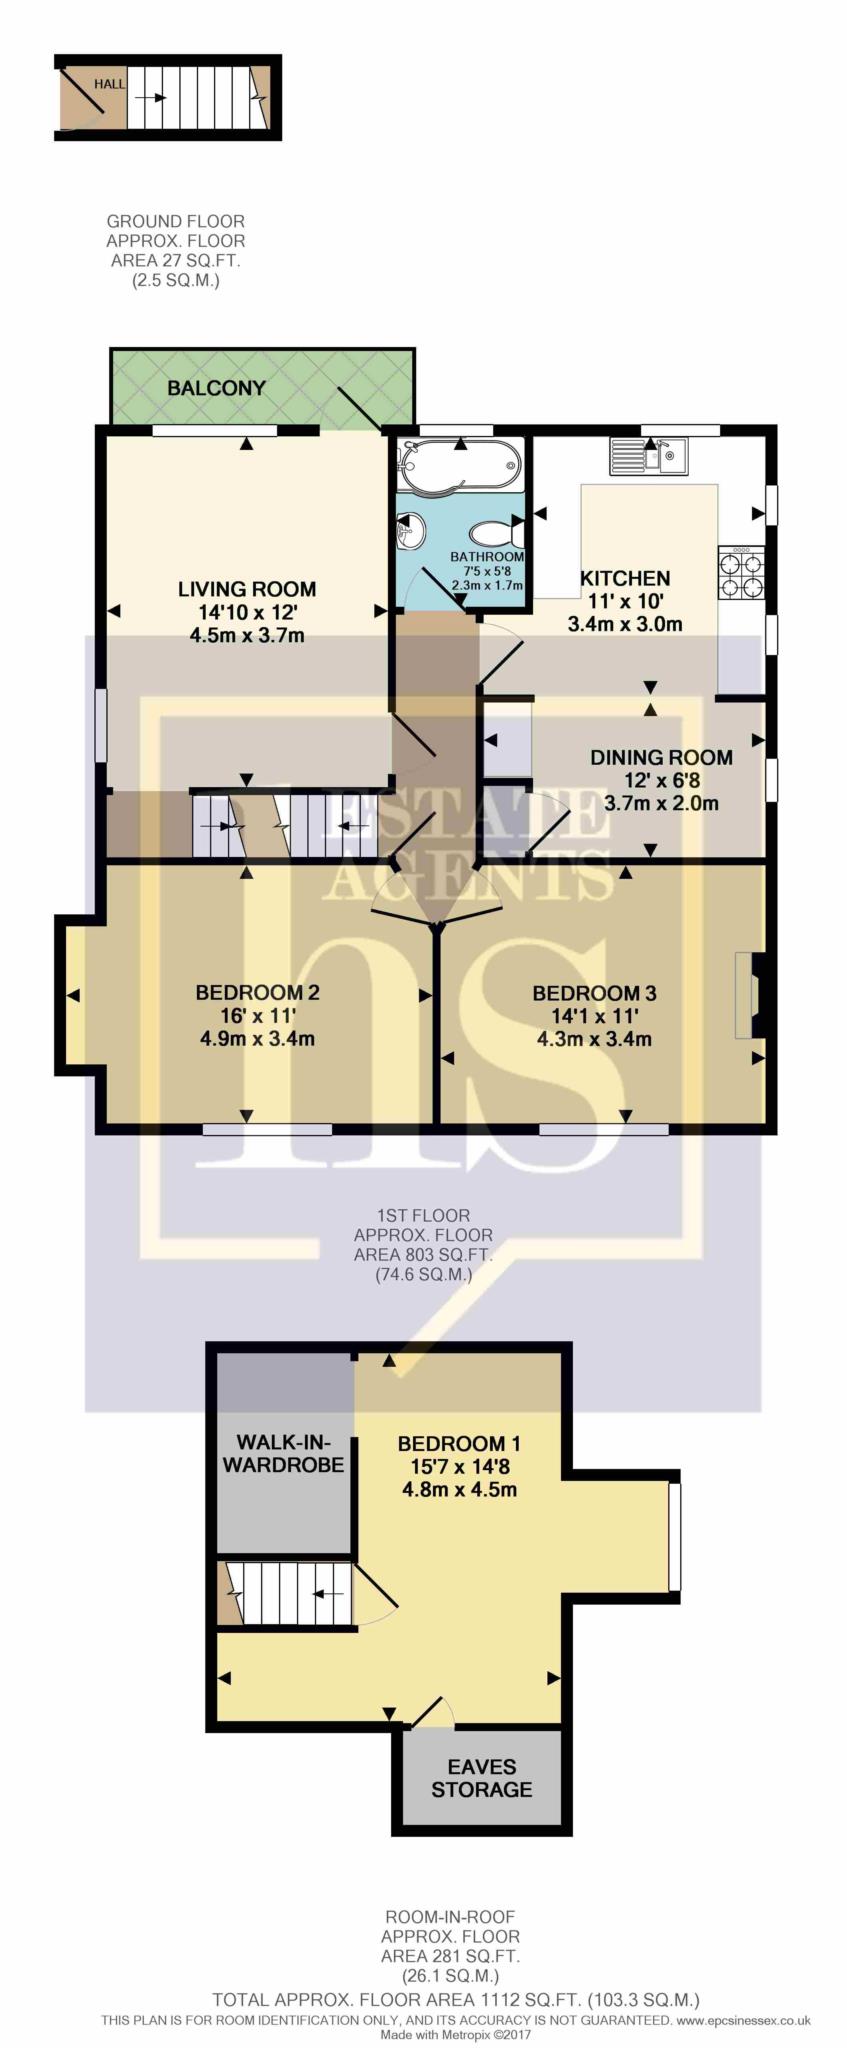 HALL
GROUND FLOOR
APPROX. FLOOR
AREA 27 SQ.FT.
(2.5 SQ.M.)
BALCONY
LIVING ROOM
14'10 x 12'
4.5m x 3.7m
BATHROOM
7'5 x 5'8
2.3m x 1.7m
KITCHEN
11' x 10'
3.4m x 3.0m
DINING ROOM
12' x 6'8
3.7m x 2.0m
ESTATE
AGENTS
hs
BEDROOM 2
16' x 11'
4.9m x 3.4m
BEDROOM 3
14'1 x 11'
4.3m x 3.4m
1ST FLOOR
APPROX. FLOOR
AREA 803 SQ.FT.
(74.6 SQ.M.)
WALK-IN-
WARDROBE
BEDROOM 1
15'7 x 14'8
4.8m x 4.5m
EAVES
STORAGE
ROOM-IN-ROOF
APPROX. FLOOR
AREA 281 SQ.FT.
(26.1 SQ.M.)
TOTAL APPROX. FLOOR AREA 1112 SQ.FT. (103.3 SQ.M.)
THIS PLAN IS FOR ROOM IDENTIFICATION ONLY, AND ITS ACCURACY IS NOT GUARANTEED. www.epcsinessex.co.uk
Made with Metropix ©2017